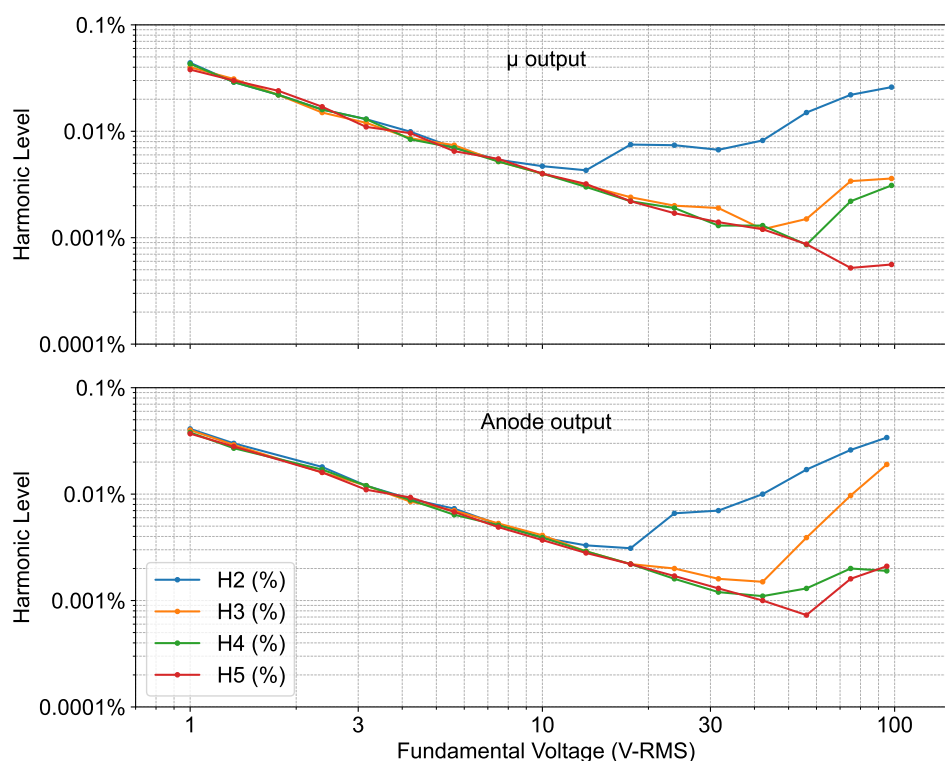 0.1%
μ output
0.01%
0.001%
0.0001%
Harmonic Level
0.1%
Anode output
0.01%
0.001%
0.0001%
Harmonic Level
H2 (%)
H3 (%)
H4 (%)
H5 (%)
1 3 10 30 100
Fundamental Voltage (V-RMS)